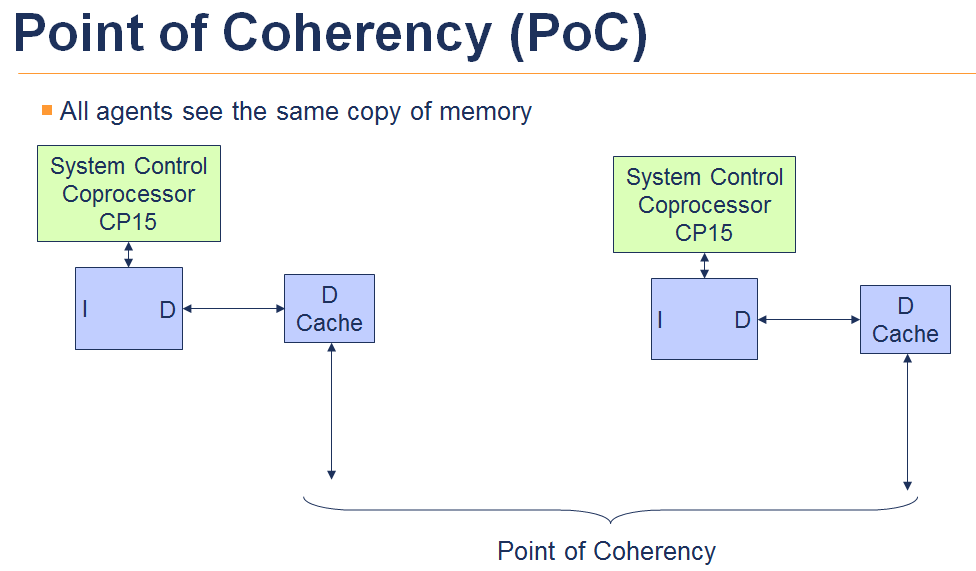 Point of Coherency (PoC)
All agents see the same copy of memory
System Control
Coprocessor
CP15
I
D
D
Cache
System Control
Coprocessor
CP15
I
D
D
Cache
Point of Coherency